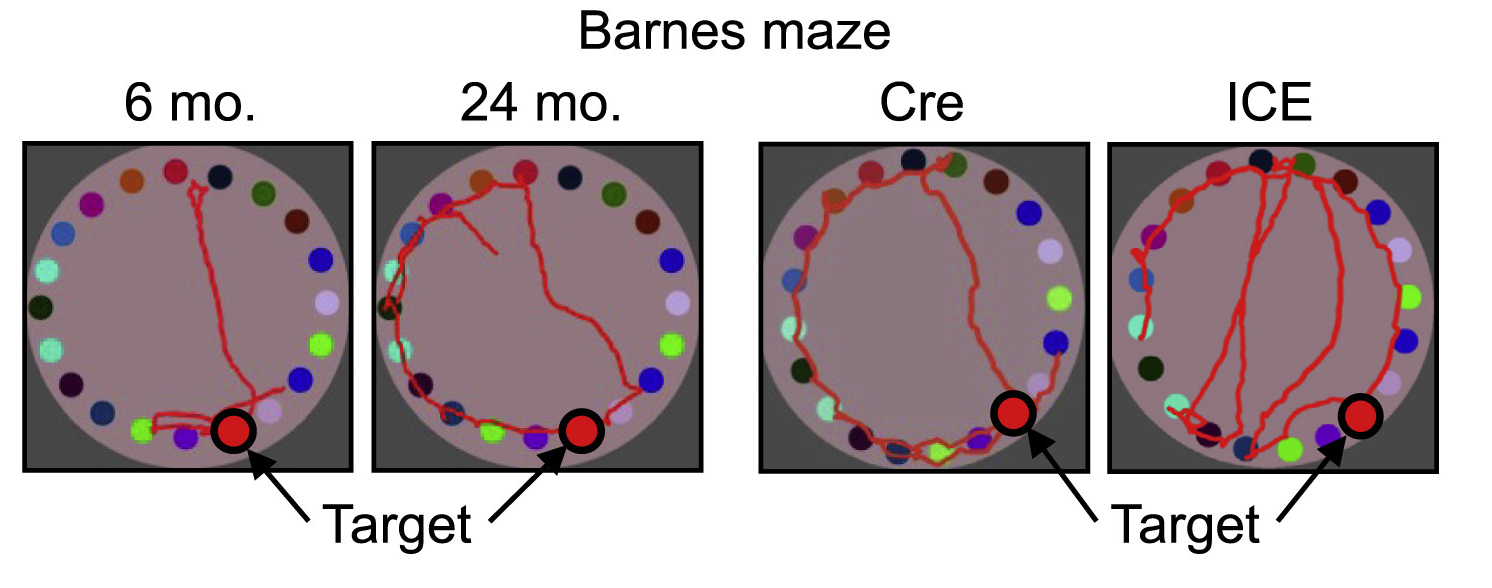 Barnes maze
6 mo. 24 mo. Cre ICE
Target Target